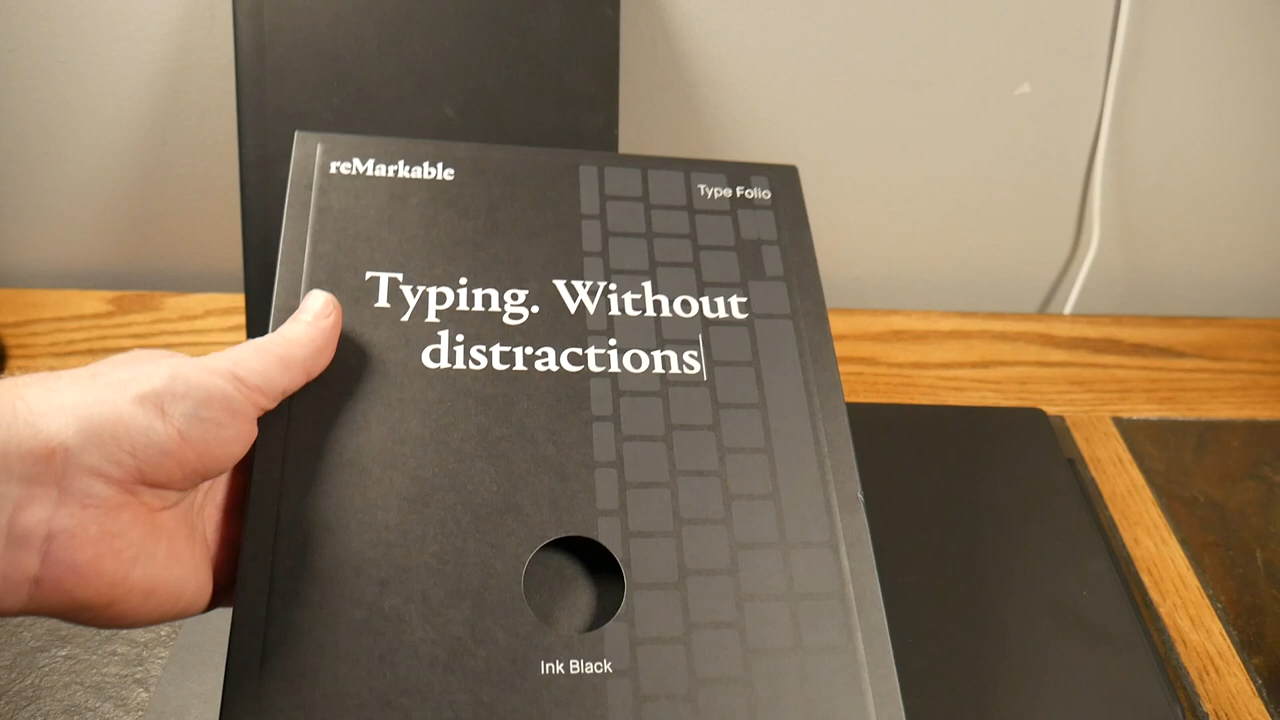 reMarkable
Type Folio
Typing. Without
distractions
Ink Black